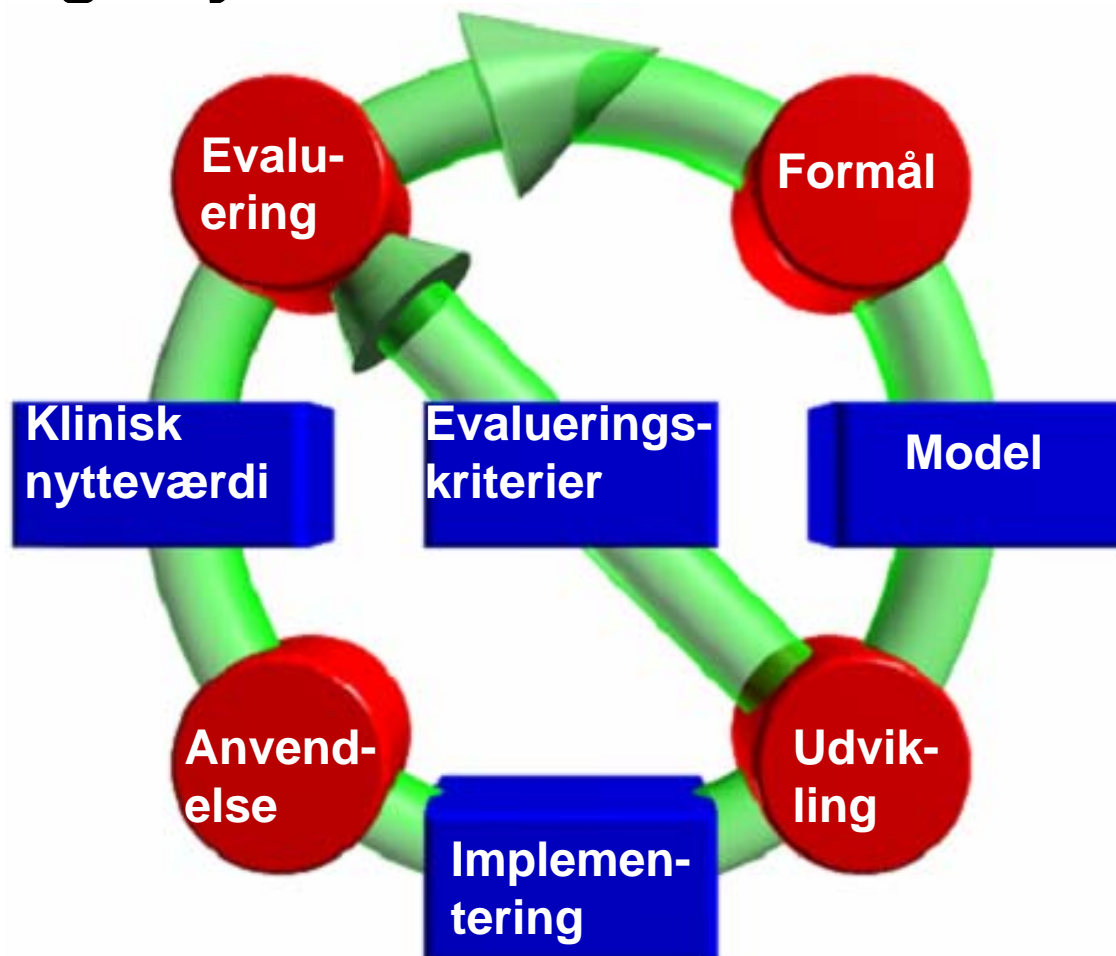 Evalu-
ering
Formål
Klinisk
nytteværdi
Evaluerings-
kriterier
Model
Anvend-
else
Udvik-
ling
Implemen-
tering